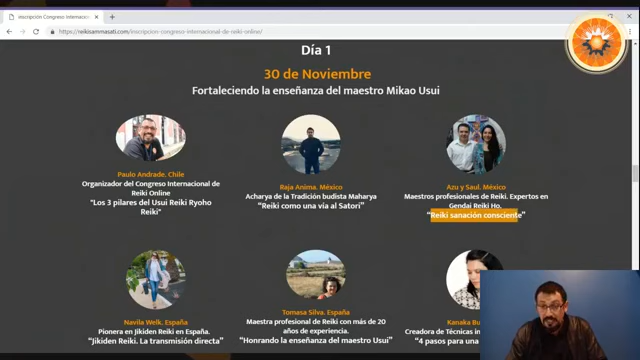 Inscripción Congreso Internacio
https://reikisammasati.com/inscripcion-congreso-internacional-de-reiki-online/
Día 1
30 de Noviembre
Fortaleciendo la enseñanza del maestro Mikao Usui
Paulo Andrade. Chile
Organizador del Congreso Internacional de
Reiki Online
"Los 3 pilares del Usui Reiki Ryoho
Reiki"
Raja Anima. México
Acharya de la Tradición budista Maharya
"Reiki como una vía al Satori"
Azu y Saul. México
Maestros profesionales de Reiki. Expertos en
Gendai Reiki Ho.
"Reiki sanación consciente"
Navila Welk. España
Pionera en Jikiden Reiki en España.
"Jikiden Reiki. La transmisión directa"
Tomasa Silva. España
Maestra profesional de Reiki con más de 20
años de experiencia.
"Honrando la enseñanza del maestro Usui"
Kanaka Bu
Creadora de Técnicas in
"4 pasos para una